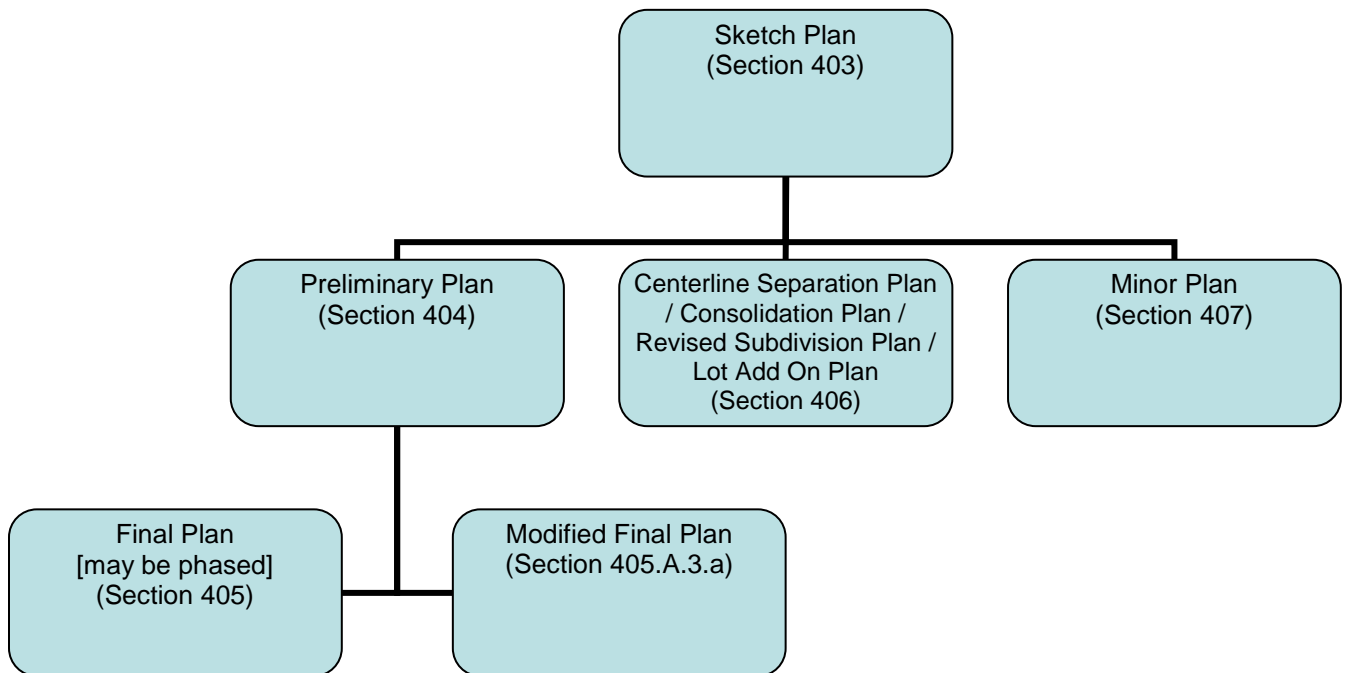 Sketch Plan
(Section 403)
Preliminary Plan
(Section 404)
Centerline Separation Plan
/ Consolidation Plan /
Revised Subdivision Plan /
Lot Add On Plan
(Section 406)
Minor Plan
(Section 407)
Final Plan
[may be phased]
(Section 405)
Modified Final Plan
(Section 405.A.3.a)